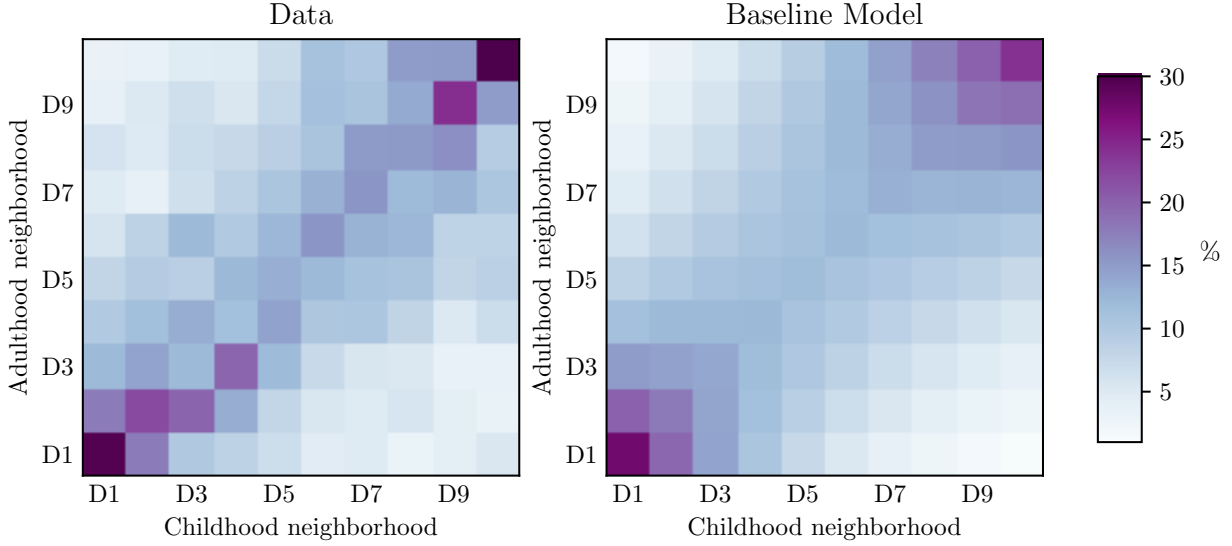 Data
Baseline Model
Adulthood neighborhood
D9
D7
D5
D3
D1
D1 D3 D5 D7 D9
Childhood neighborhood
Adulthood neighborhood
D9
D7
D5
D3
D1
D1 D3 D5 D7 D9
Childhood neighborhood
30
25
20
15
10
5
%